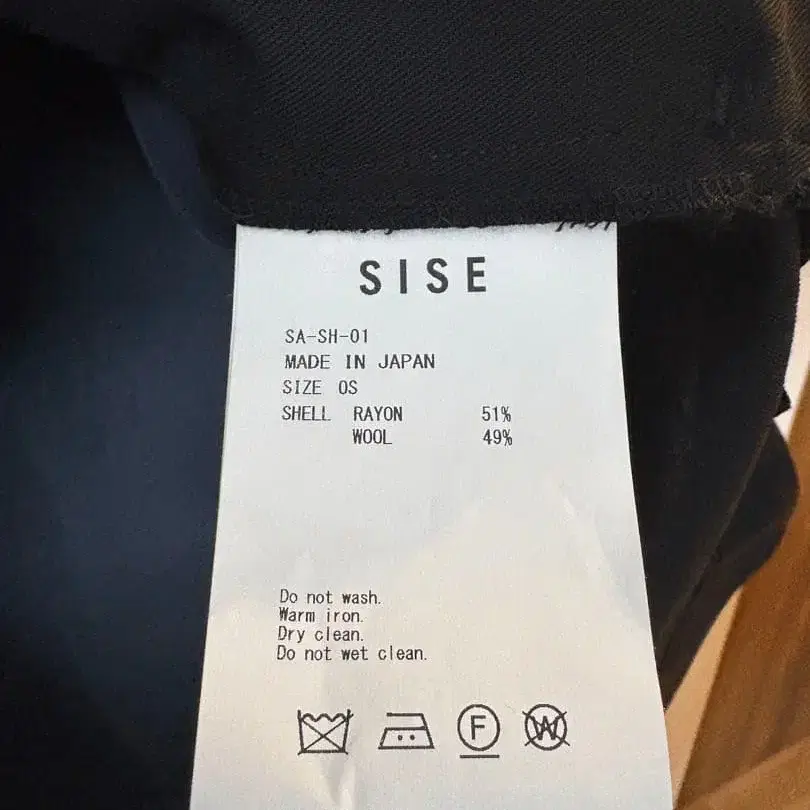 SISE
SA-SH-01
MADE IN JAPAN
SIZE OS
SHELL RAYON 51%
WOOL 49%
Do not wash.
Warm iron.
Dry clean.
Do not wet clean.
F W